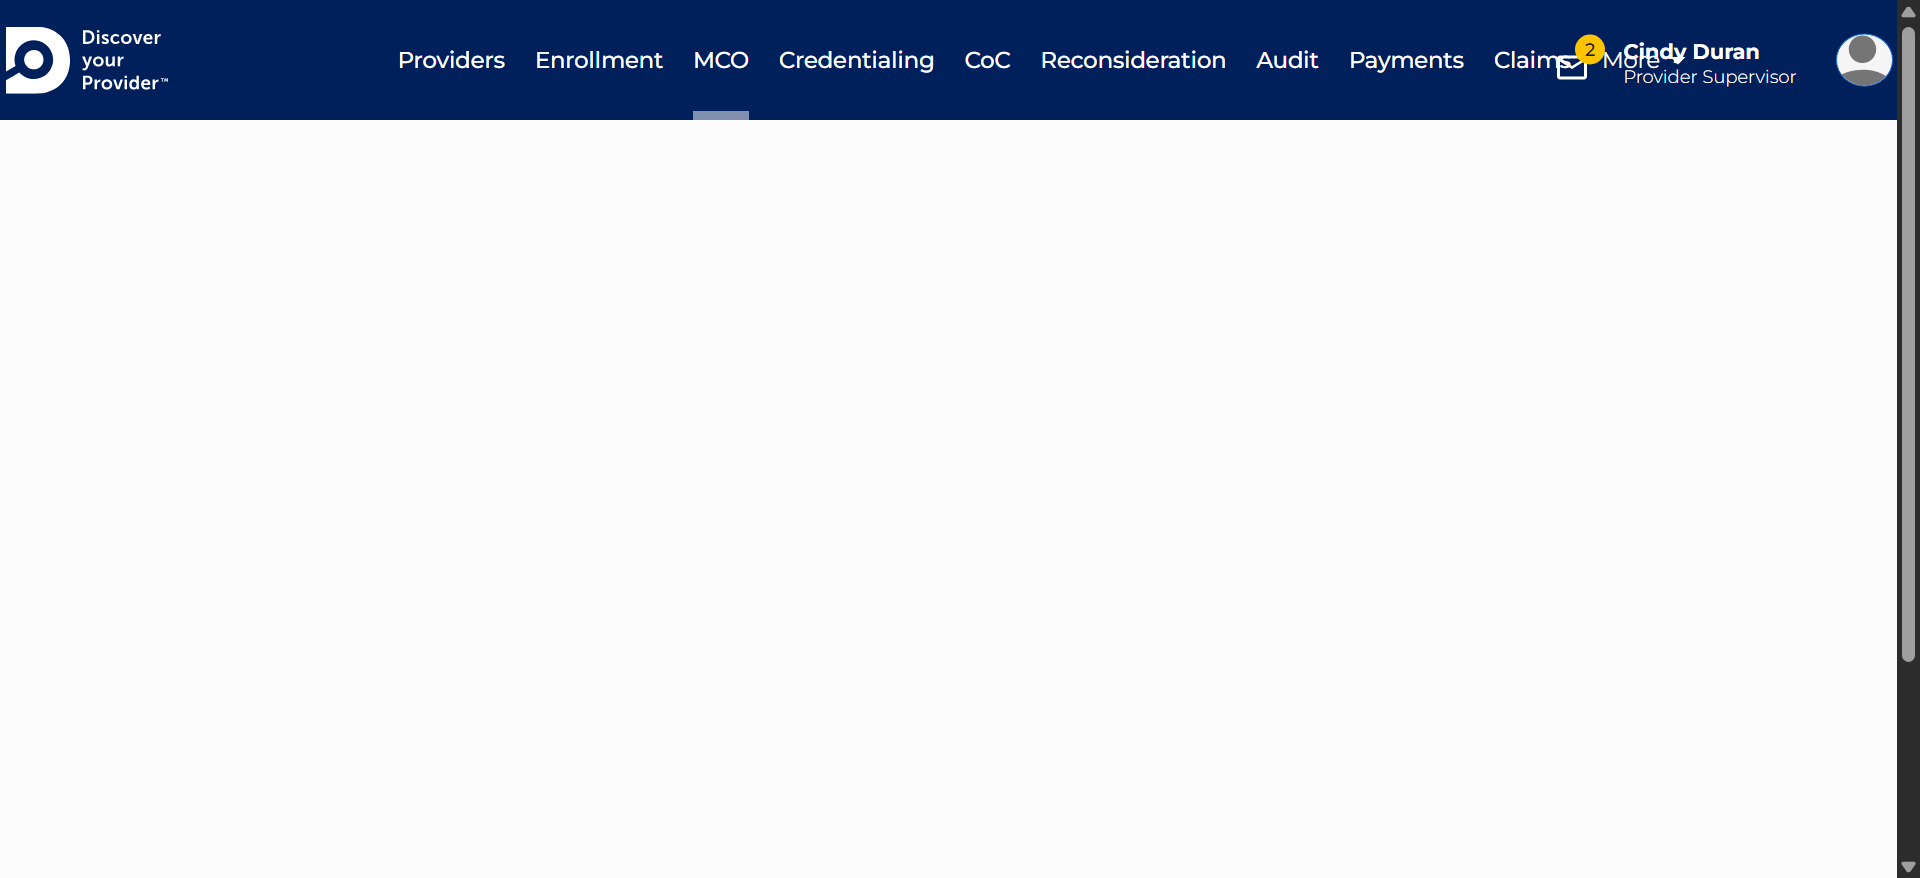 Discover
your
Provider™
Providers Enrollment MCO Credentialing CoC Reconsideration Audit Payments Claims More
2
Cindy Duran
Provider Supervisor